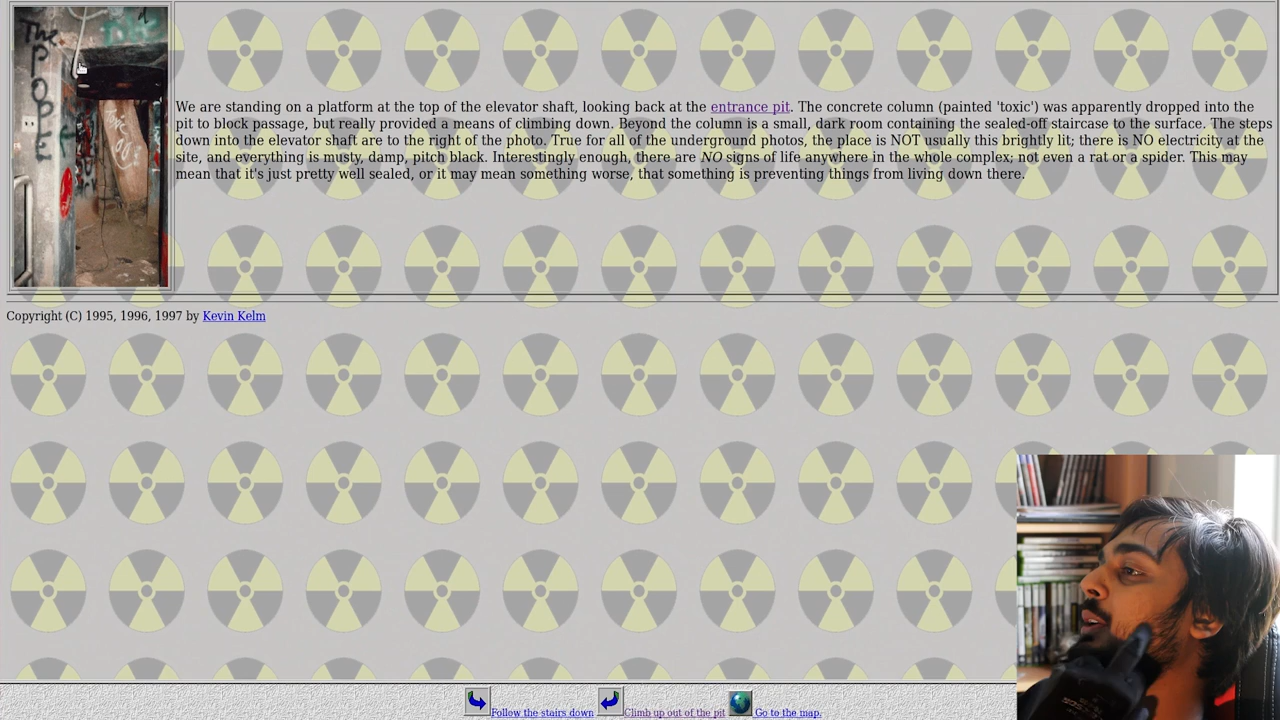 The
POPE
toxic
We are standing on a platform at the top of the elevator shaft, looking back at the entrance pit. The concrete column (painted 'toxic') was apparently dropped into the
pit to block passage, but really provided a means of climbing down. Beyond the column is a small, dark room containing the sealed-off staircase to the surface. The steps
down into the elevator shaft are to the right of the photo. True for all of the underground photos, the place is NOT usually this brightly lit; there is NO electricity at the
site, and everything is musty, damp, pitch black. Interestingly enough, there are NO signs of life anywhere in the whole complex; not even a rat or a spider. This may
mean that it's just pretty well sealed, or it may mean something worse, that something is preventing things from living down there.
Copyright (C) 1995, 1996, 1997 by Kevin Kelm
Follow the stairs down Climb up out of the pit Go to the map.